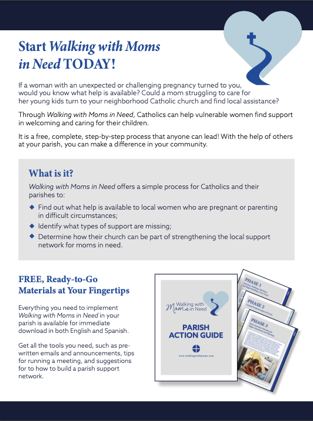 Start Walking with Moms
in Need TODAY!
If a woman with an unexpected or challenging pregnancy turned to you,
would you know what help is available? Could a mom struggling to care for
her young kids turn to your neighborhood Catholic church and find local assistance?
Through Walking with Moms in Need, Catholics can help vulnerable women find support
in welcoming and caring for their children.
It is a free, complete, step-by-step process that anyone can lead! With the help of others
at your parish, you can make a difference in your community.
What is it?
Walking with Moms in Need offers a simple process for Catholics and their
parishes to:
◆ Find out what help is available to local women who are pregnant or parenting
in difficult circumstances;
◆ Identify what types of support are missing;
◆ Determine how their church can be part of strengthening the local support
network for moms in need.
FREE, Ready-to-Go
Materials at Your Fingertips
Everything you need to implement
Walking with Moms in Need in your
parish is available for immediate
download in both English and Spanish.
Get all the tools you need, such as pre-
written emails and announcements, tips
for running a meeting, and suggestions
for to how to build a parish support
network.
Walking with
Moms in Need
PARISH
ACTION GUIDE
PHASE 1
PHASE 2
PHASE 3